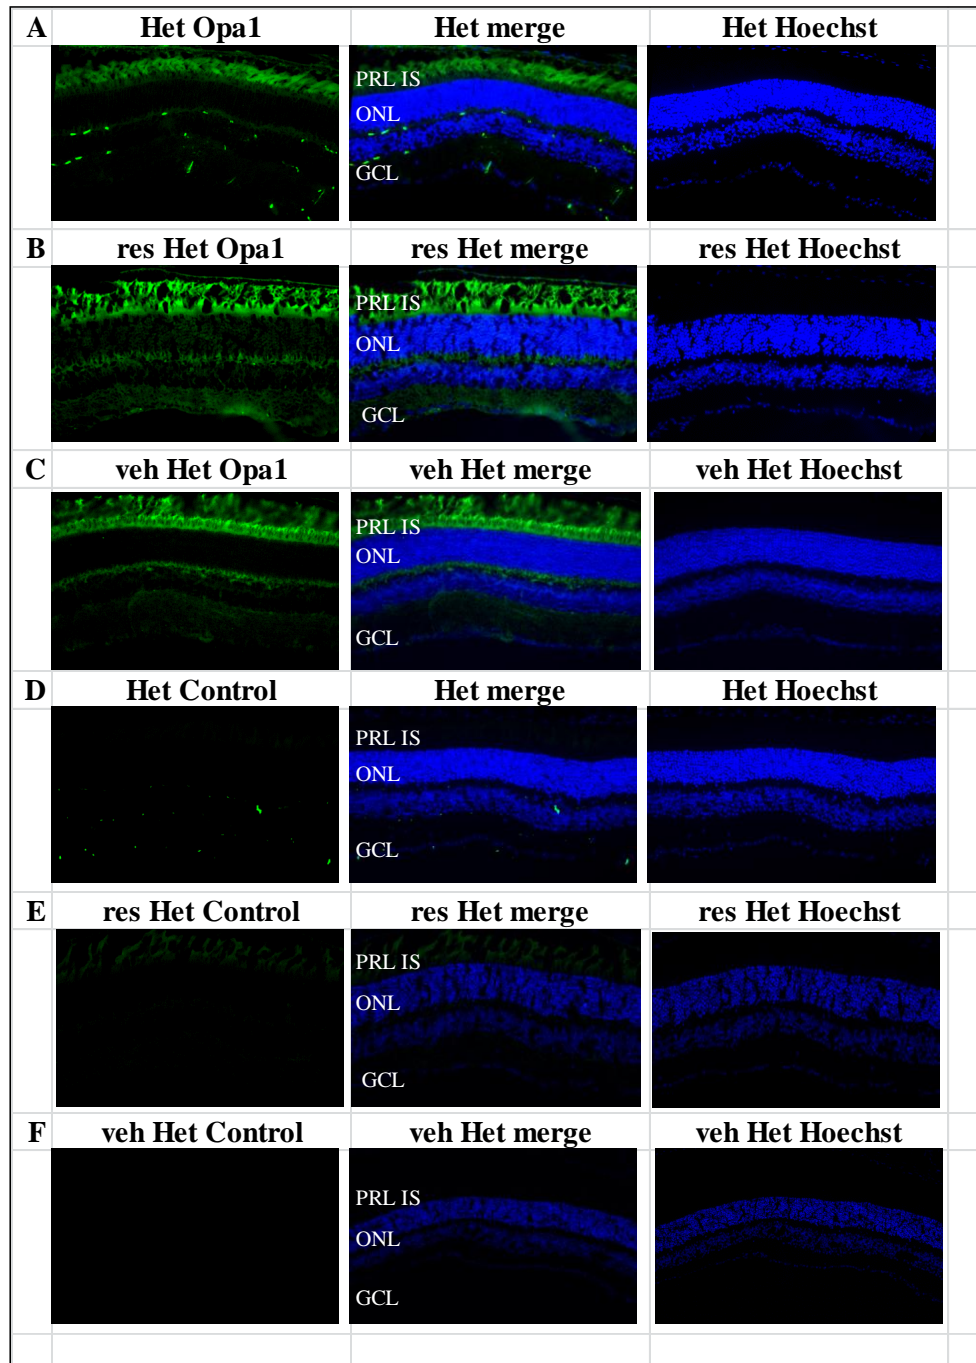 A Het Opa1 Het merge Het Hoechst
PRL IS
ONL
GCL
B res Het Opa1 res Het merge res Het Hoechst
PRL IS
ONL
GCL
C veh Het Opa1 veh Het merge veh Het Hoechst
PRL IS
ONL
GCL
D Het Control Het merge Het Hoechst
PRL IS
ONL
GCL
E res Het Control res Het merge res Het Hoechst
PRL IS
ONL
GCL
F veh Het Control veh Het merge veh Het Hoechst
PRL IS
ONL
GCL